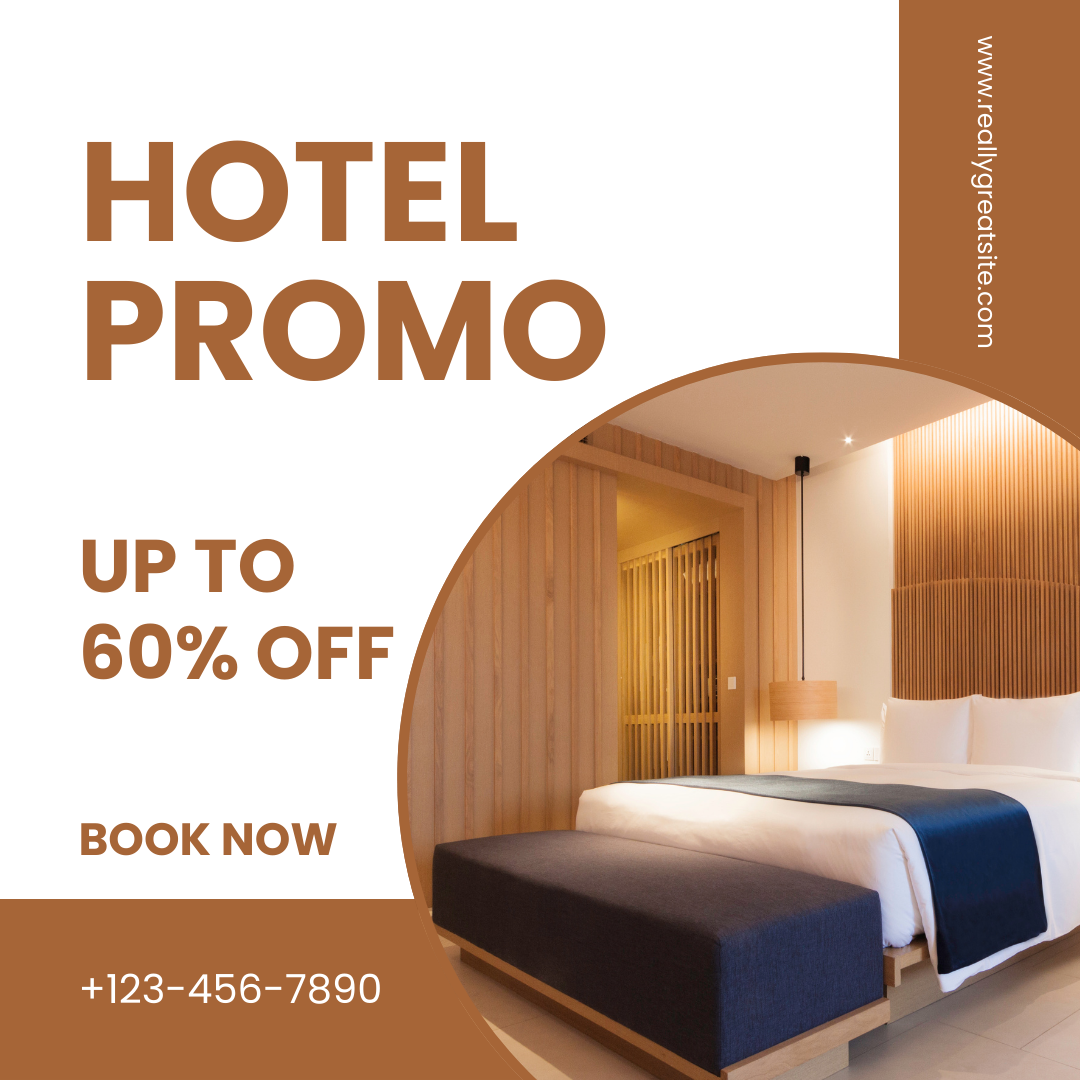 HOTEL
PROMO
UP TO
60% OFF
BOOK NOW
+123-456-7890
www.reallygreatsite.com